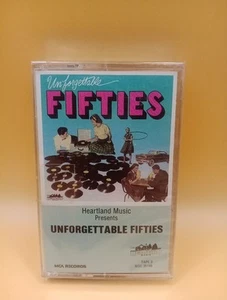 Unforgettable
FIFTIES
Heartland Music
Presents
UNFORGETTABLE FIFTIES